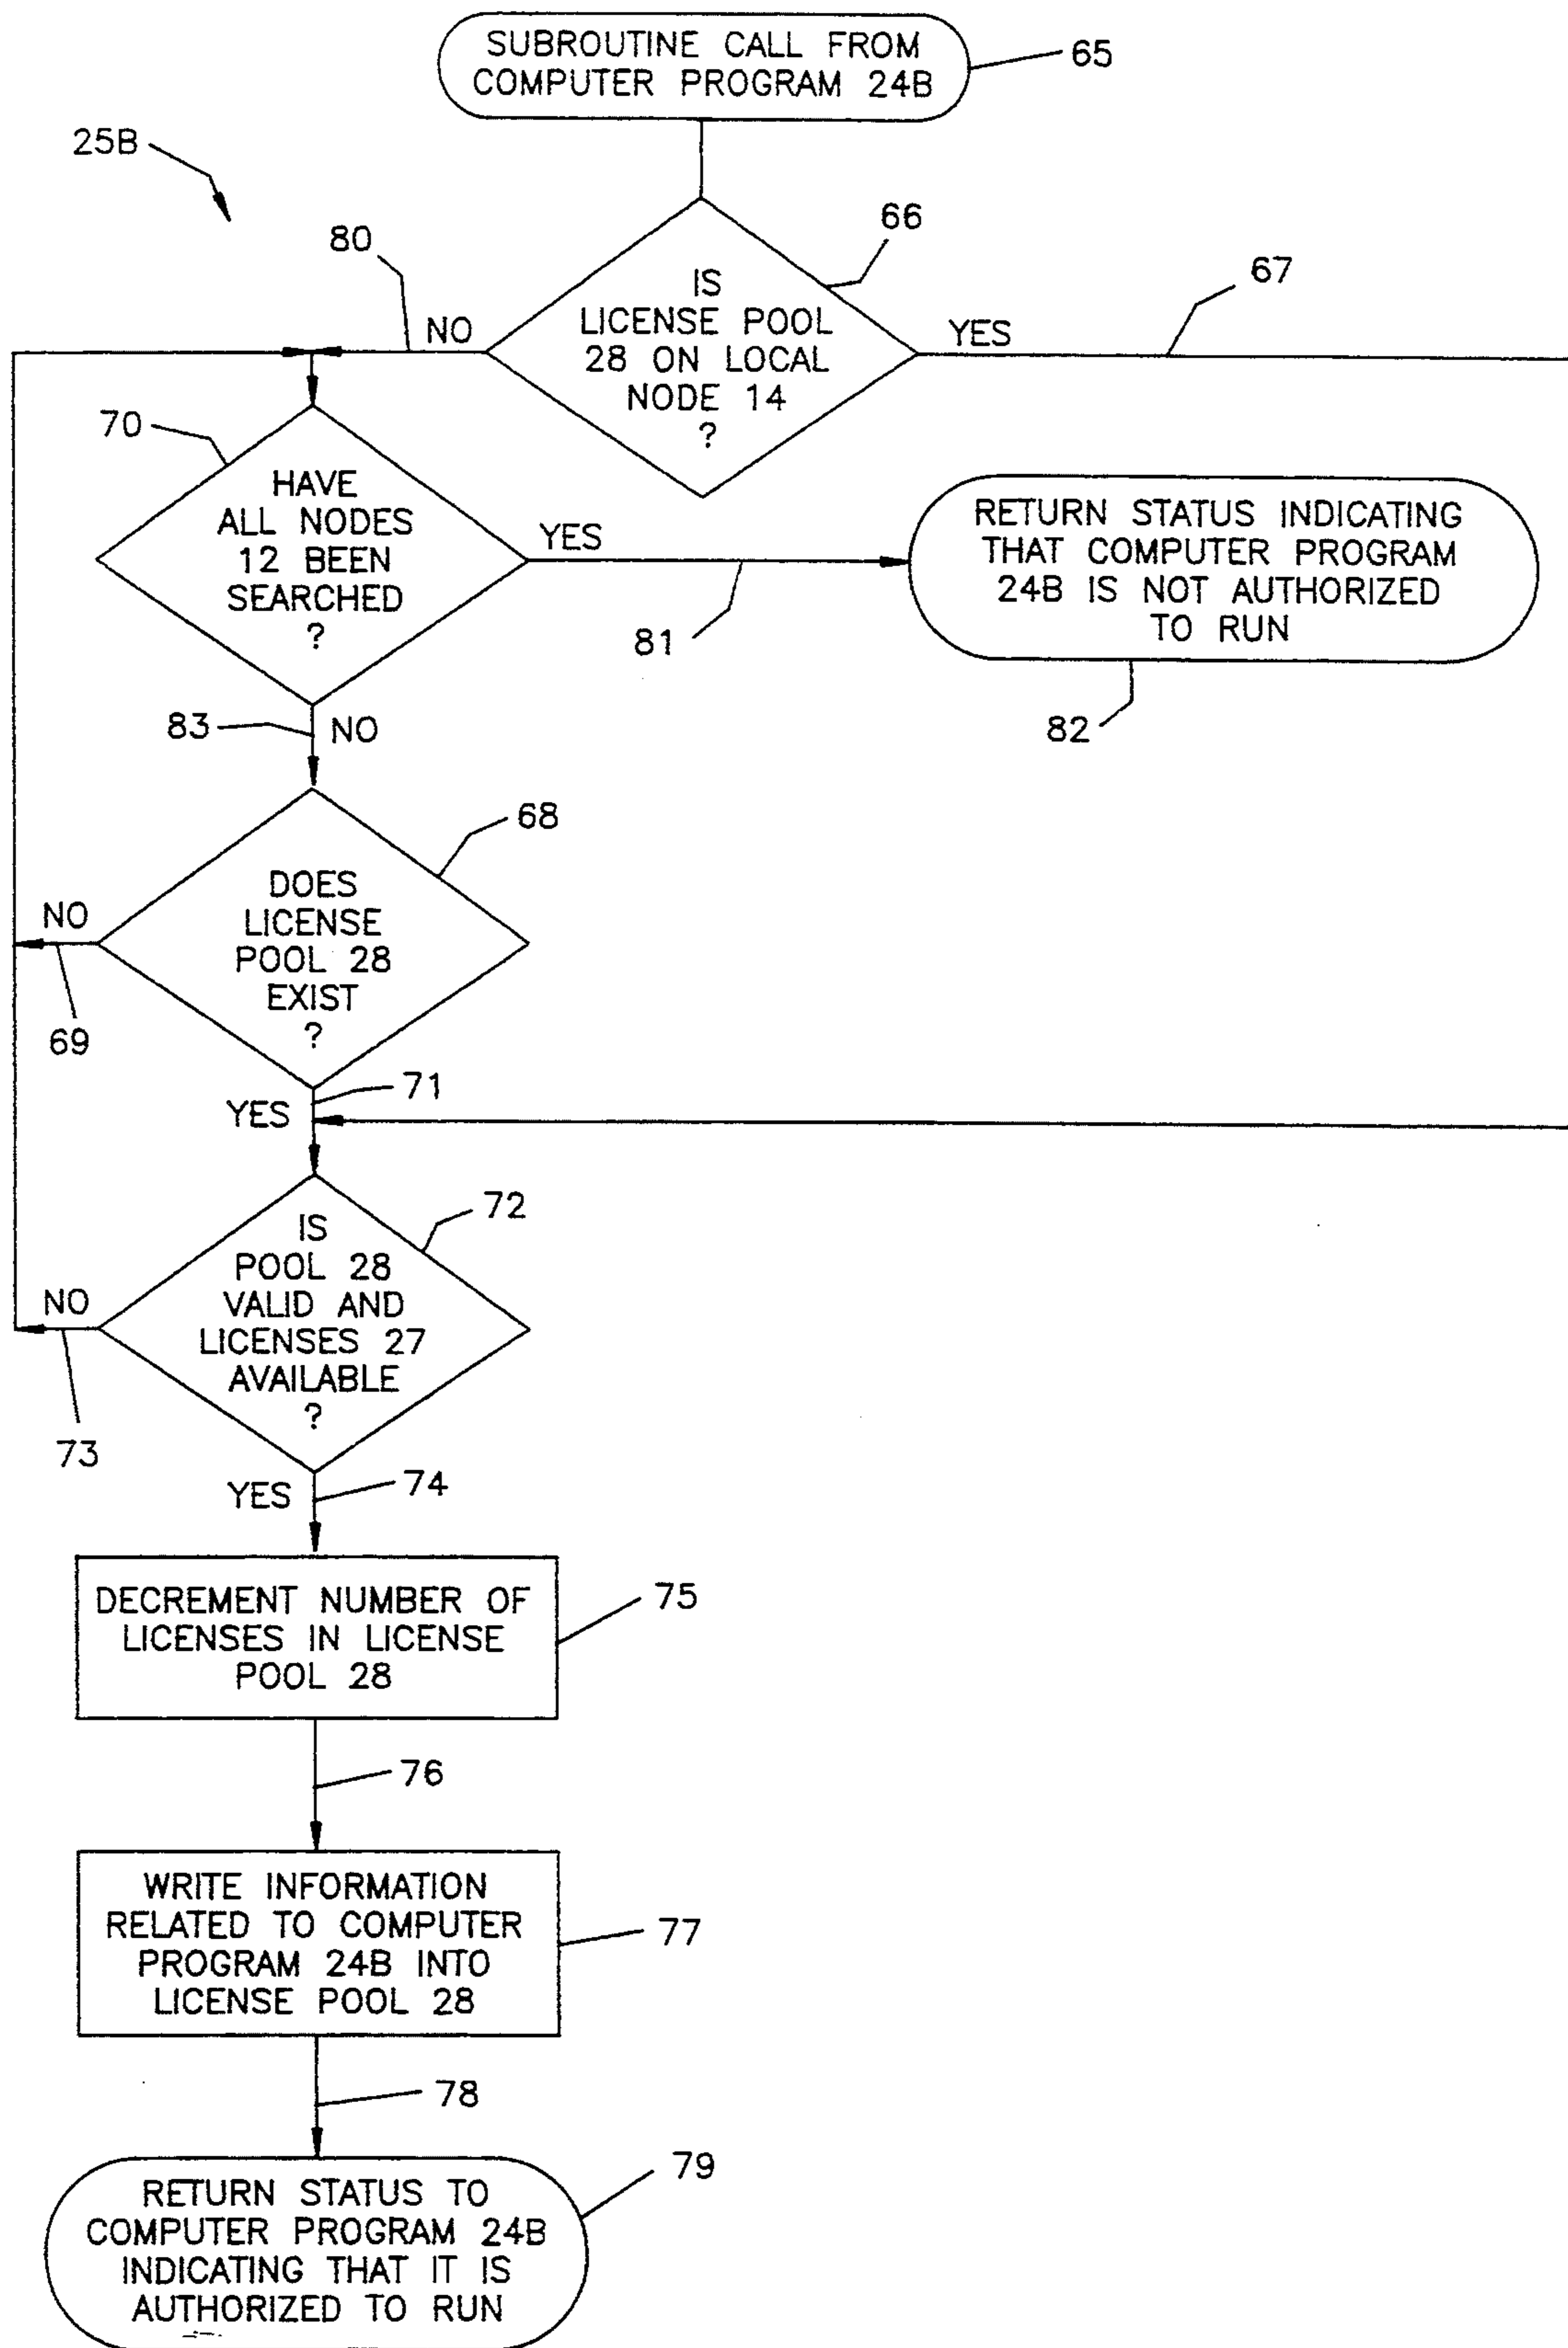 SUBROUTINE CALL FROM
COMPUTER PROGRAM 24B
65
25B
66
80
67
IS
LICENSE POOL
28 ON LOCAL
NODE 14
?
NO
YES
70
HAVE
ALL NODES
12 BEEN
SEARCHED
?
YES
81
RETURN STATUS INDICATING
THAT COMPUTER PROGRAM
24B IS NOT AUTHORIZED
TO RUN
82
83
NO
68
DOES
LICENSE
POOL 28
EXIST
?
NO
69
71
YES
72
IS
POOL 28
VALID AND
LICENSES 27
AVAILABLE
?
NO
73
YES
74
DECREMENT NUMBER OF
LICENSES IN LICENSE
POOL 28
75
76
WRITE INFORMATION
RELATED TO COMPUTER
PROGRAM 24B INTO
LICENSE POOL 28
77
78
RETURN STATUS TO
COMPUTER PROGRAM 24B
INDICATING THAT IT IS
AUTHORIZED TO RUN
79